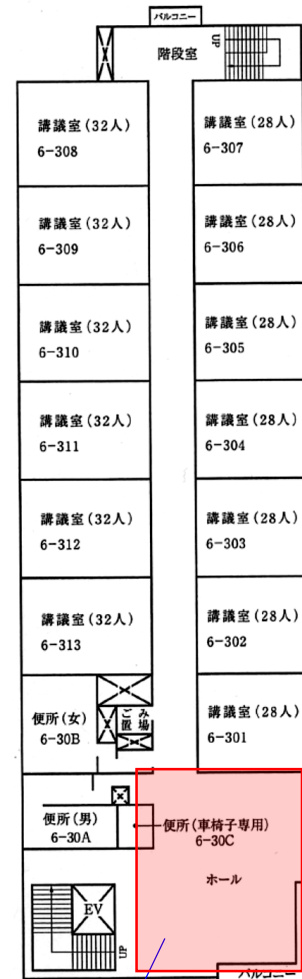 バルコニー
階段室
UP
講議室(32人)
6-308
講議室(28人)
6-307
講議室(32人)
6-309
講議室(28人)
6-306
講議室(32人)
6-310
講議室(28人)
6-305
講議室(32人)
6-311
講議室(28人)
6-304
講議室(32人)
6-312
講議室(28人)
6-303
講議室(32人)
6-313
講議室(28人)
6-302
便所(女)
6-30B
ごみ
置場
講議室(28人)
6-301
便所(男)
6-30A
便所(車椅子専用)
6-30C
ホール
EV
UP
バルコニー